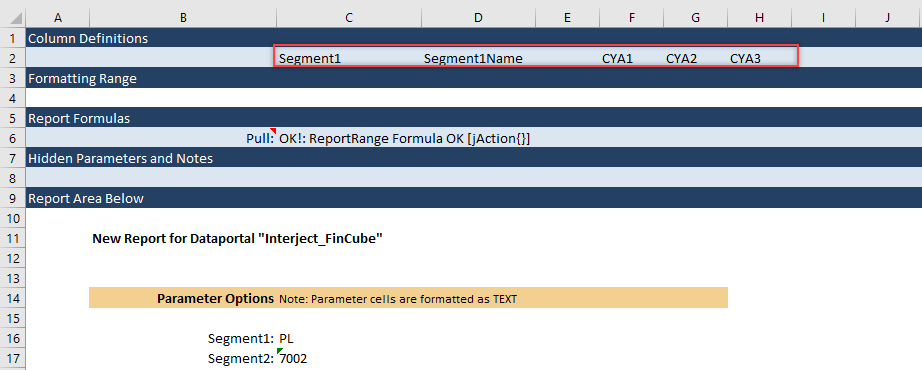 A B C D E F G H I J
1 Column Definitions
2 Segment1 Segment1Name CYA1 CYA2 CYA3
3 Formatting Range
4
5 Report Formulas
6 Pull: OK!: ReportRange Formula OK [jAction{}]
7 Hidden Parameters and Notes
8
9 Report Area Below
10
11 New Report for Dataportal "Interject_FinCube"
12
13
14 Parameter Options Note: Parameter cells are formatted as TEXT
15
16 Segment1: PL
17 Segment2: 7002